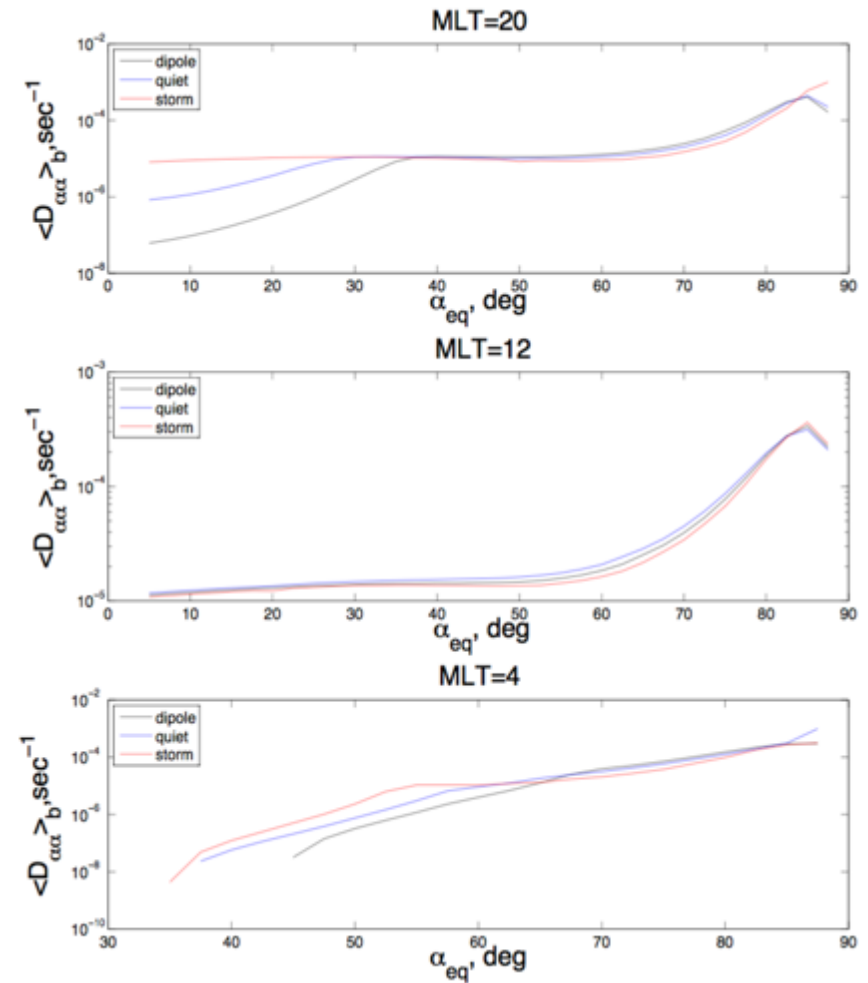 MLT=20
10⁻²
10⁻⁴
10⁻⁶
10⁻⁸
<D_αα>_b,sec⁻¹
dipole
quiet
storm
0 10 20 30 40 50 60 70 80 90
α_eq, deg
MLT=12
10⁻³
10⁻⁴
10⁻⁵
<D_αα>_b,sec⁻¹
dipole
quiet
storm
0 10 20 30 40 50 60 70 80 90
α_eq, deg
MLT=4
10⁻²
10⁻⁴
10⁻⁶
10⁻⁸
10⁻¹⁰
<D_αα>_b,sec⁻¹
dipole
quiet
storm
30 40 50 60 70 80 90
α_eq, deg